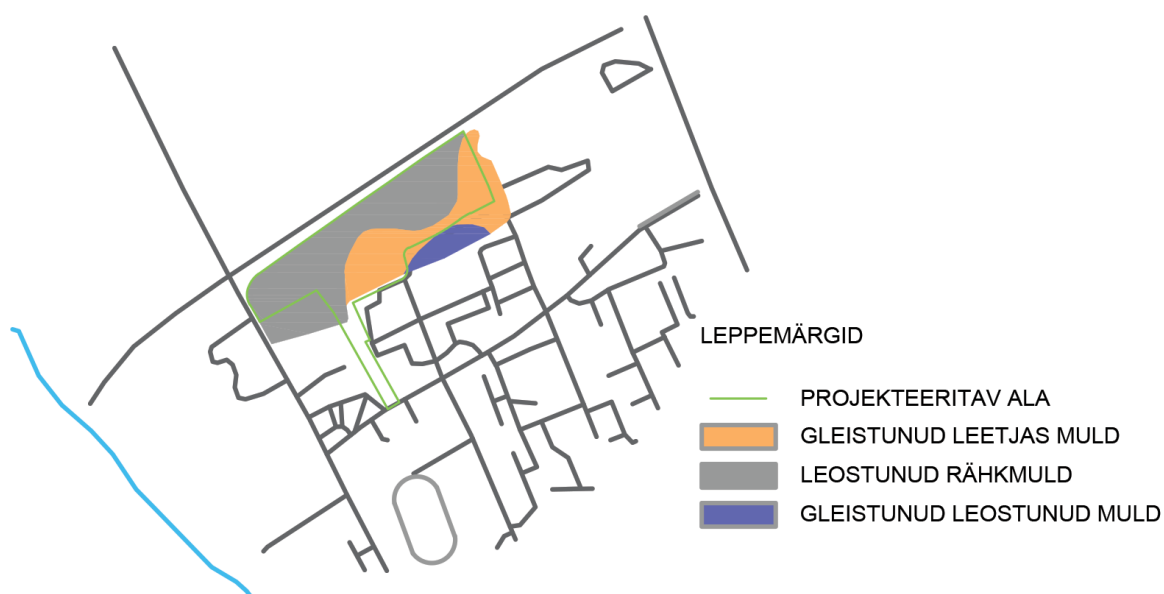 LEPPEMÄRGID
PROJEKTEERITAV ALA
GLEISTUNUD LEETJAS MULD
LEOSTUNUD RÄHKMULD
GLEISTUNUD LEOSTUNUD MULD